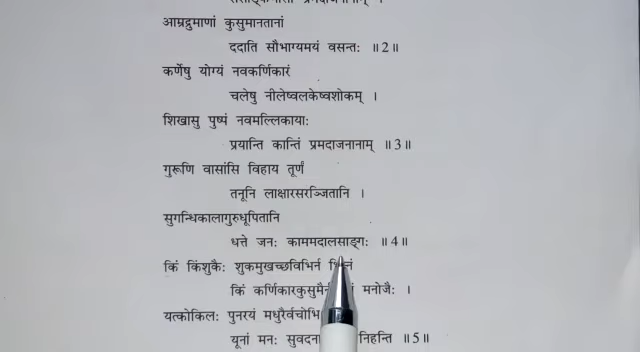 प्रमदाजनानाम् ।
आम्रद्रुमाणां कुसुमानतानां
ददाति सौभाग्यमयं वसन्तः ॥2॥
कर्णेषु योग्यं नवकर्णिकारं
चलेषु नीलेष्वलकेष्वशोकम् ।
शिखासु पुष्पं नवमल्लिकायाः
प्रयान्ति कान्तिं प्रमदाजनानाम् ॥3॥
गुरूणि वासांसि विहाय तूर्णं
तनूनि लाक्षारसरञ्जितानि ।
सुगन्धिकालागुरुधूपितानि
धत्ते जनः काममदालसाङ्गः ॥4॥
किं किंशुकैः शुकमुखच्छविभिर्न
किं कर्णिकारकुसुमै मनोजैः ।
यत्कोकिलः पुनरयं मधुरैर्वचोभि
यूनां मनः सुवदना निहन्ति ॥5॥